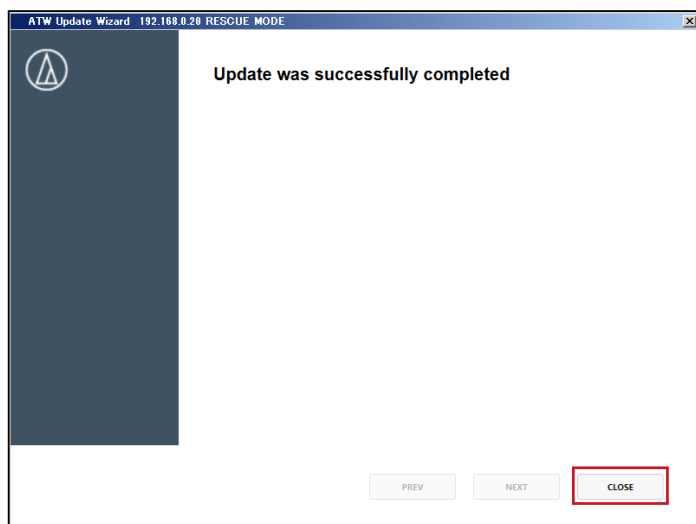 ATW Update Wizard 192.168.0.20 RESCUE MODE
Update was successfully completed
PREV NEXT CLOSE